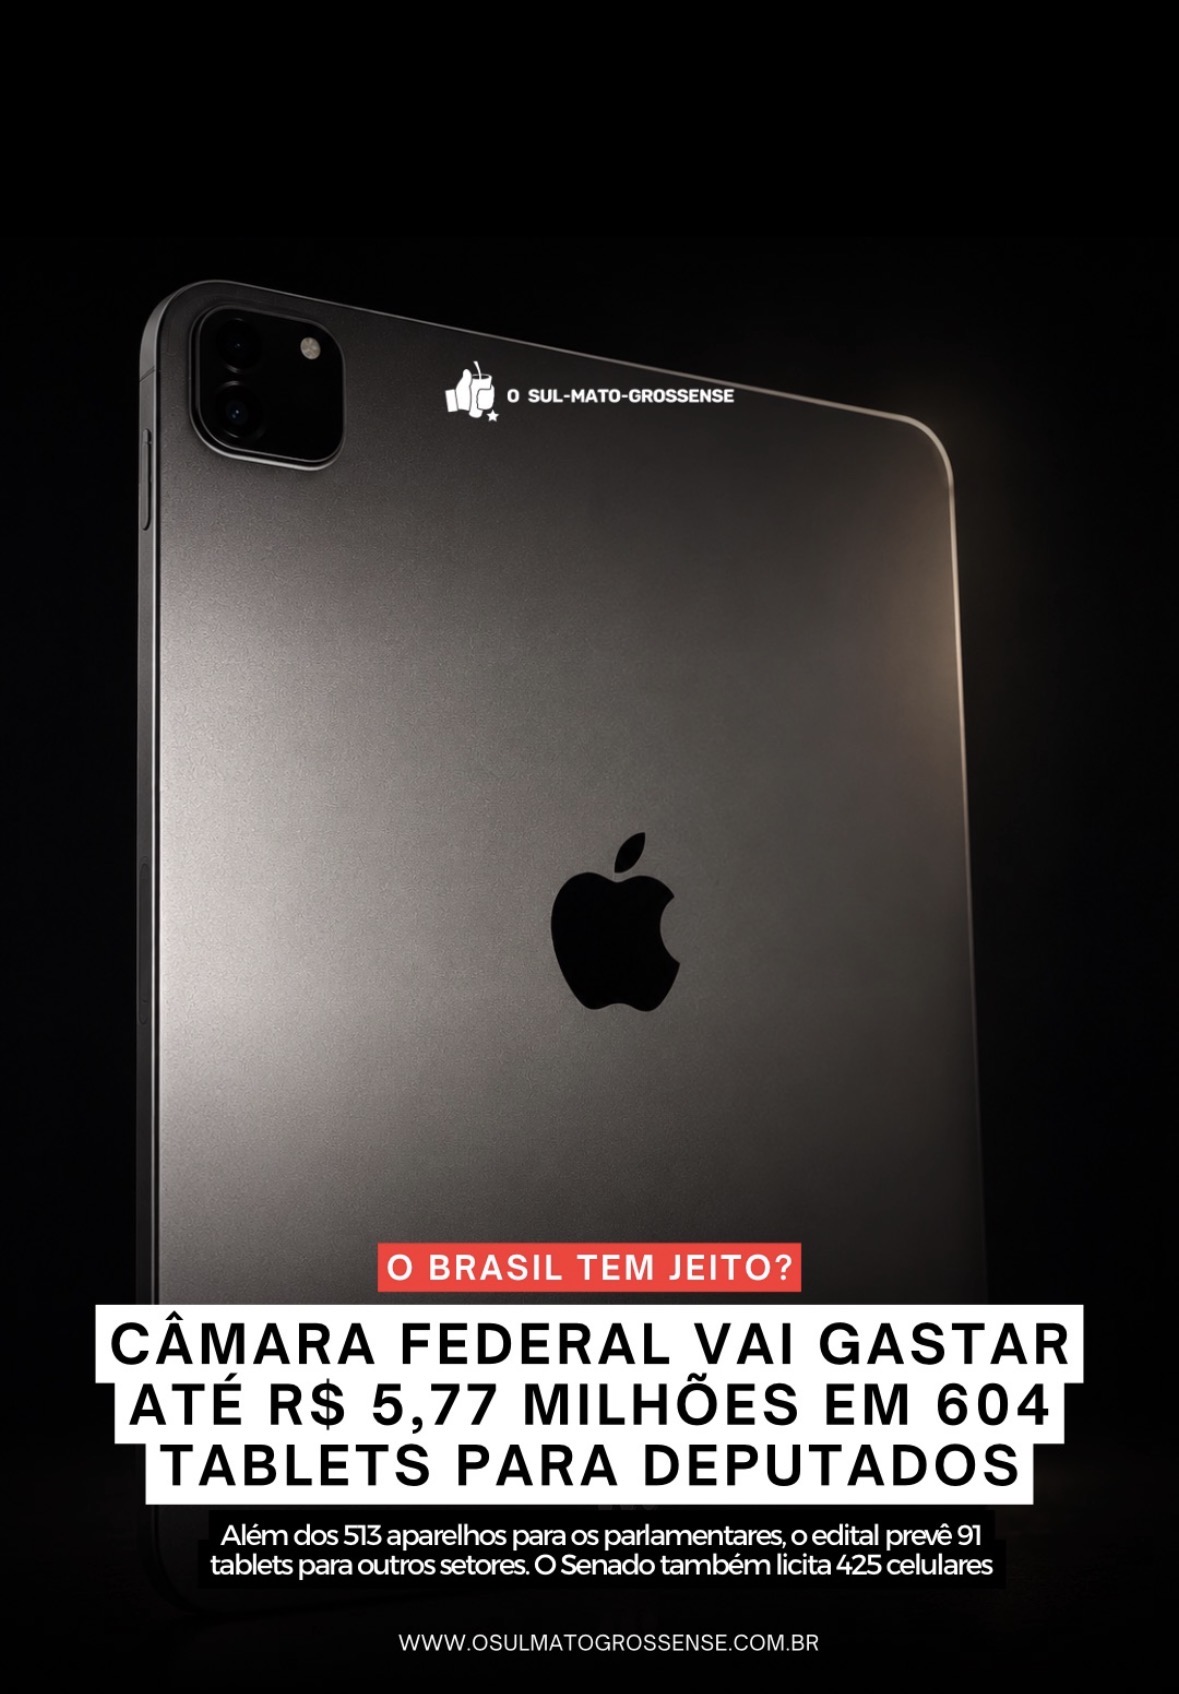 O SUL-MATO-GROSSENSE
O BRASIL TEM JEITO?
CÂMARA FEDERAL VAI GASTAR
ATÉ R$ 5,77 MILHÕES EM 604
TABLETS PARA DEPUTADOS
Além dos 513 aparelhos para os parlamentares, o edital prevê 91
tablets para outros setores. O Senado também licita 425 celulares
WWW.OSULMATOGROSSENSE.COM.BR